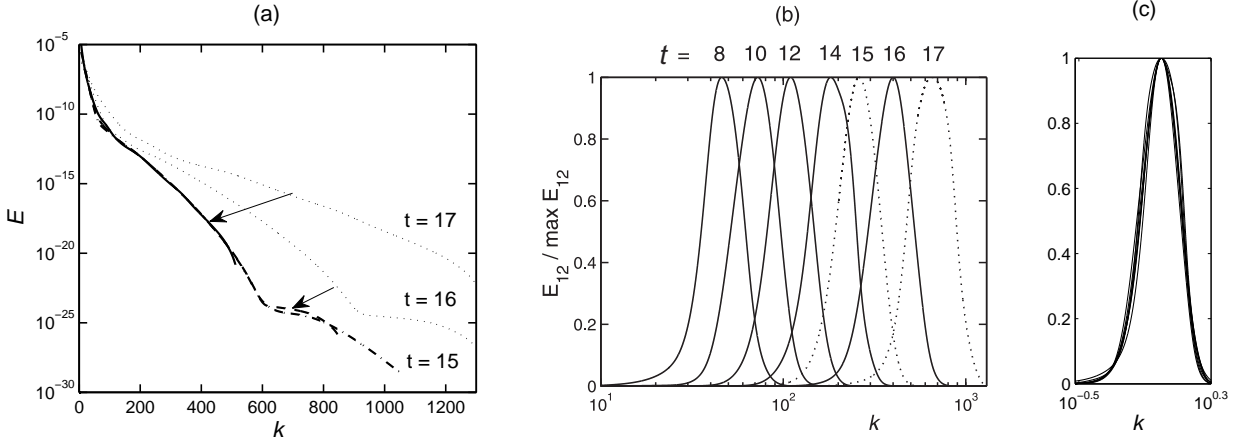 (a)
10^-5
10^-10
10^-15
10^-20
10^-25
10^-30
E
t = 17
t = 16
t = 15
0 200 400 600 800 1000 1200
k
(b)
t = 8 10 12 14 15 16 17
1
0.8
0.6
0.4
0.2
0
E_12 / max E_12
10^1 10^2 10^3
k
(c)
1
0.8
0.6
0.4
0.2
0
10^-0.5 10^0.3
k